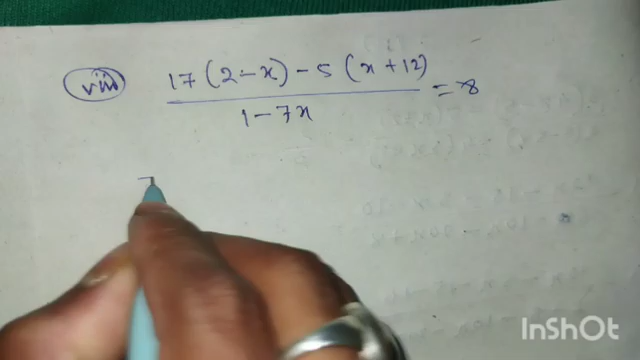 viii
17 (2 - x) - 5 (x + 12)
1 - 7x
= 8
InShOt